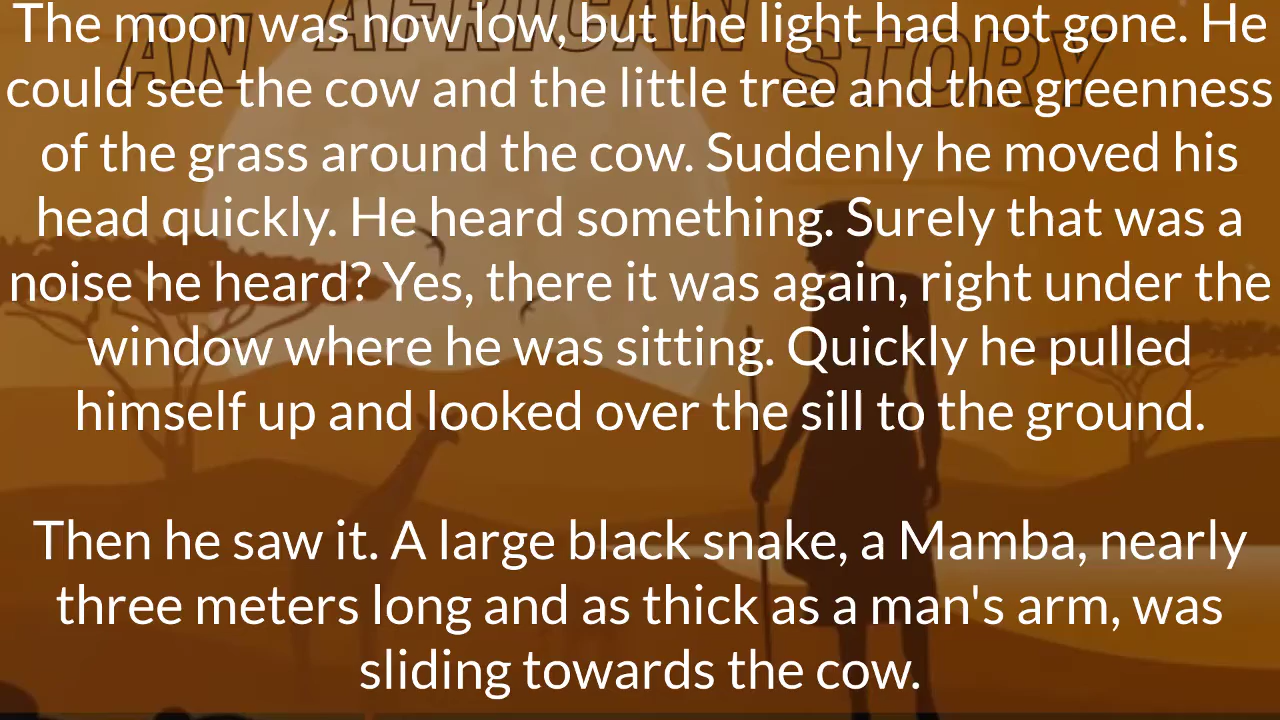 AN AFRICAN STORY
The moon was now low, but the light had not gone. He
could see the cow and the little tree and the greenness
of the grass around the cow. Suddenly he moved his
head quickly. He heard something. Surely that was a
noise he heard? Yes, there it was again, right under the
window where he was sitting. Quickly he pulled
himself up and looked over the sill to the ground.
Then he saw it. A large black snake, a Mamba, nearly
three meters long and as thick as a man's arm, was
sliding towards the cow.